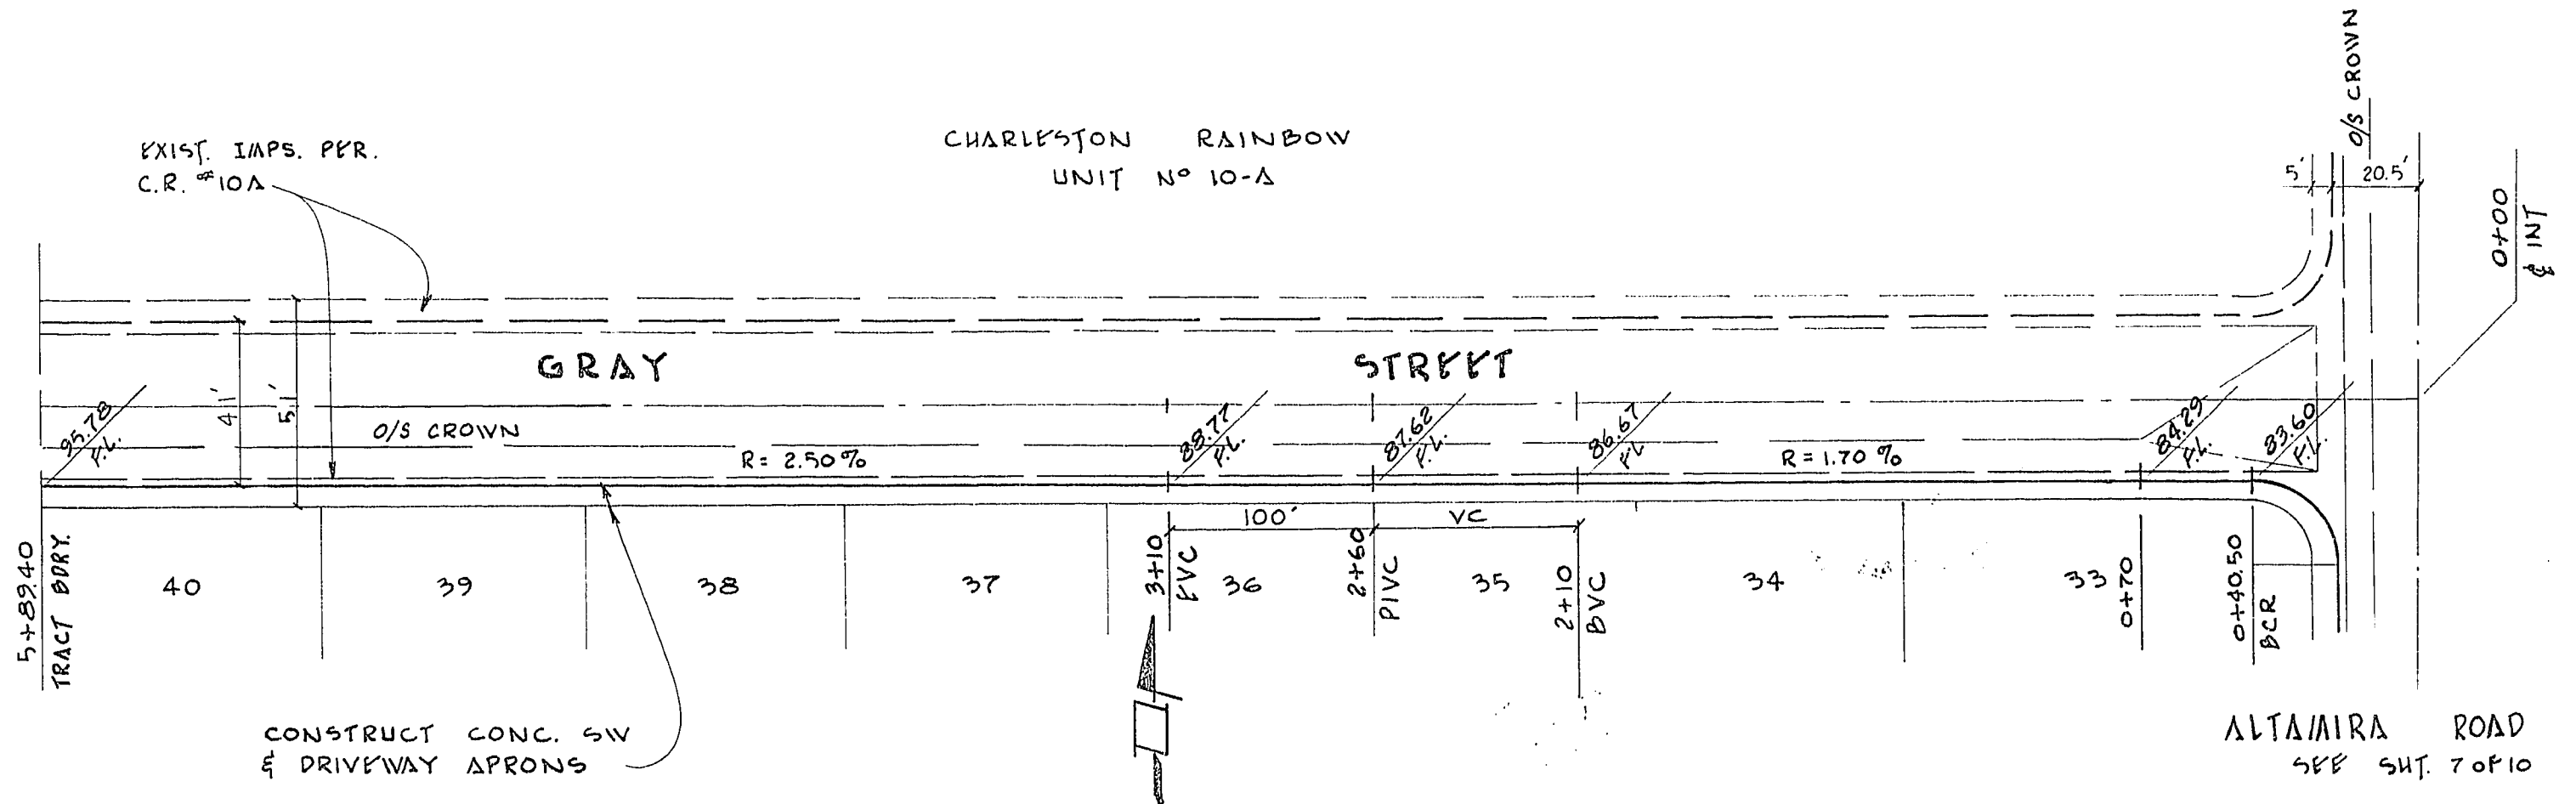 EXIST. IMPS. PER.
C.R. #10A
CHARLESTON RAINBOW
UNIT Nº 10-A
O/S CROWN
5'
20.5'
0+00
℄ INT
GRAY STREET
41'
51'
O/S CROWN
R = 2.50 %
R = 1.70 %
95.78
F.L.
88.77
F.L.
87.62
F.L.
86.67
F.L.
84.29
F.L.
83.60
F.L.
100'
VC
5+89.40
TRACT BDRY.
40
39
38
37
3+10
EVC
36
2+60
PIVC
35
2+10
BVC
34
33
0+70
0+40.50
BCR
CONSTRUCT CONC. SW
& DRIVEWAY APRONS
ALTAMIRA ROAD
SEE SHT. 7 OF 10